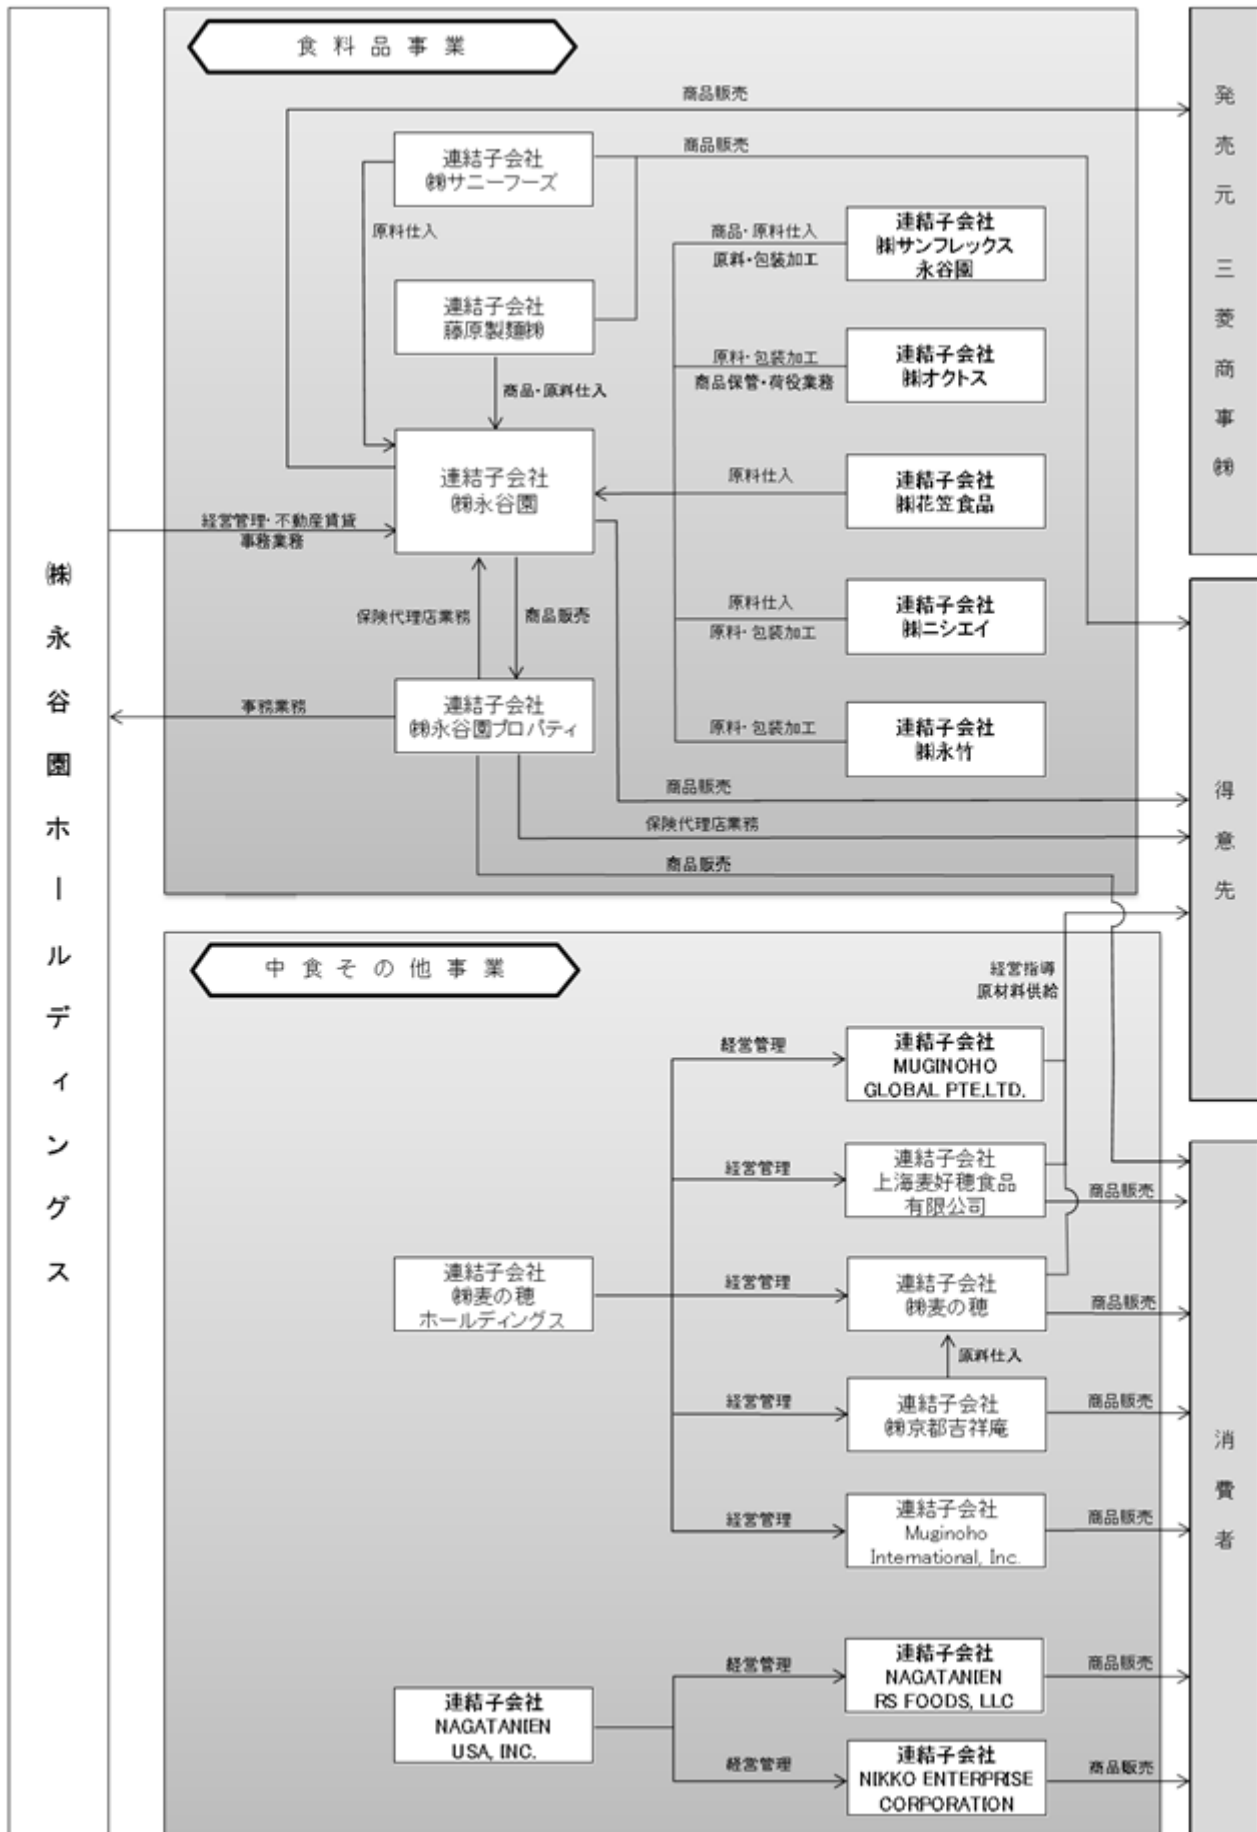 ㈱永谷園ホールディングス
食料品事業
商品販売
連結子会社
㈱サニーフーズ
商品販売
原料仕入
連結子会社
㈱サンフレックス
永谷園
商品・原料仕入
原料・包装加工
連結子会社
藤原製麺㈱
商品・原料仕入
連結子会社
㈱オクトス
原料・包装加工
商品保管・荷役業務
連結子会社
㈱永谷園
連結子会社
㈱花笠食品
原料仕入
経営管理・不動産賃貸
事務業務
連結子会社
㈱ニシエイ
原料仕入
原料・包装加工
保険代理店業務
商品販売
連結子会社
㈱永谷園プロパティ
事務業務
連結子会社
㈱永竹
原料・包装加工
商品販売
保険代理店業務
商品販売
発売元 三菱商事㈱
得意先
中食その他事業
経営指導
原材料供給
経営管理
連結子会社
MUGINOHO
GLOBAL PTE.LTD.
経営管理
連結子会社
上海麦好穂食品
有限公司
商品販売
連結子会社
㈱麦の穂
ホールディングス
経営管理
連結子会社
㈱麦の穂
商品販売
原料仕入
経営管理
連結子会社
㈱京都吉祥庵
商品販売
経営管理
連結子会社
Muginoho
International, Inc.
商品販売
連結子会社
NAGATANIEN
USA, INC.
経営管理
連結子会社
NAGATANIEN
RS FOODS, LLC
商品販売
経営管理
連結子会社
NIKKO ENTERPRISE
CORPORATION
商品販売
消費者